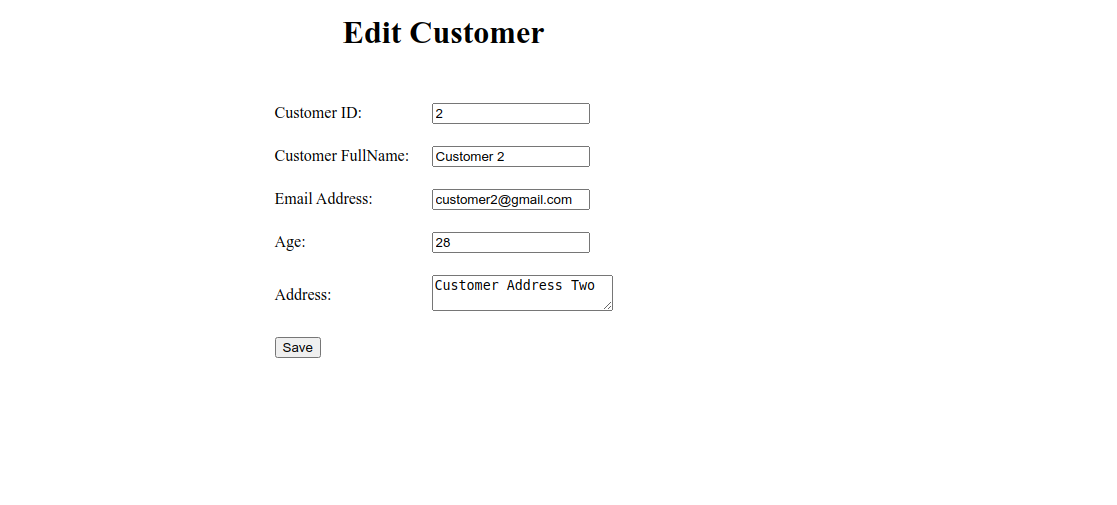 Edit Customer
Customer ID: 2
Customer FullName: Customer 2
Email Address: customer2@gmail.com
Age: 28
Address: Customer Address Two
Save